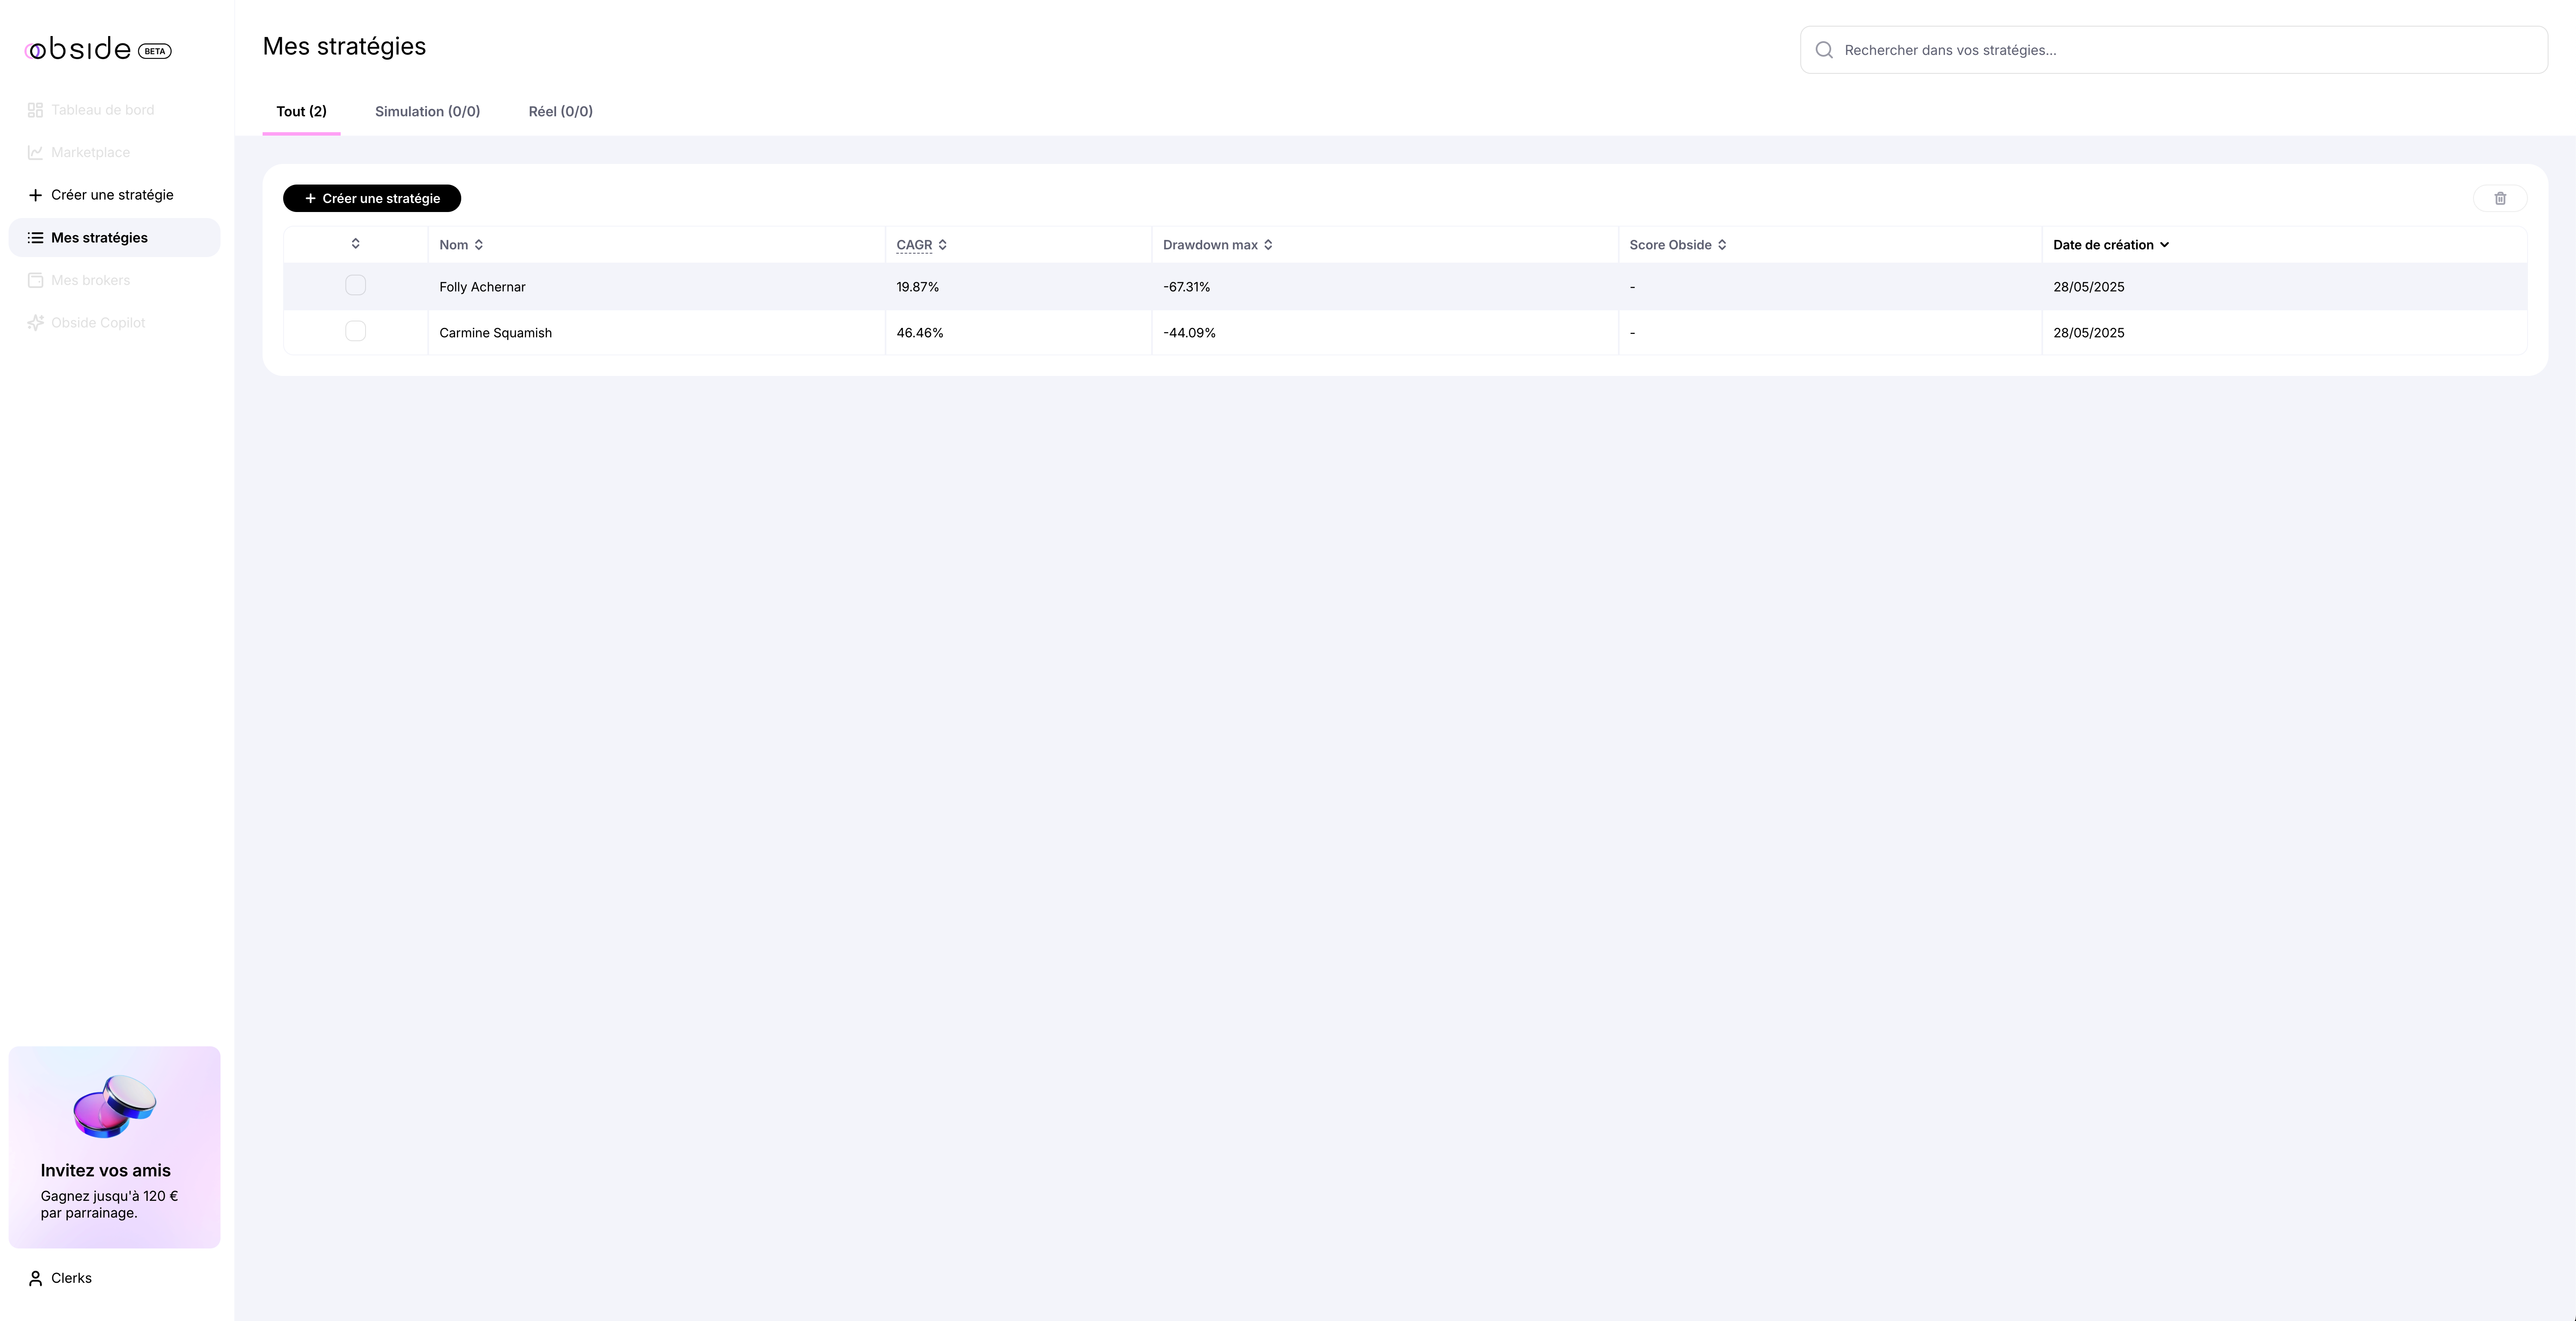 obside BETA
Tableau de bord
Marketplace
Créer une stratégie
Mes stratégies
Mes brokers
Obside Copilot
Invitez vos amis
Gagnez jusqu'à 120 €
par parrainage.
Clerks
Mes stratégies
Rechercher dans vos stratégies...
Tout (2) Simulation (0/0) Réel (0/0)
Créer une stratégie
Nom CAGR Drawdown max Score Obside Date de création
Folly Achernar 19.87% -67.31% - 28/05/2025
Carmine Squamish 46.46% -44.09% - 28/05/2025